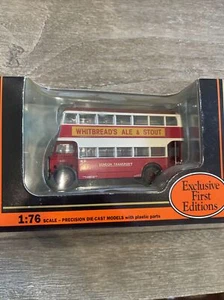 WHITBREAD'S ALE & STOUT
LONDON TRANSPORT
Exclusive
First
Editions
1:76 SCALE - PRECISION DIE-CAST MODELS with plastic parts